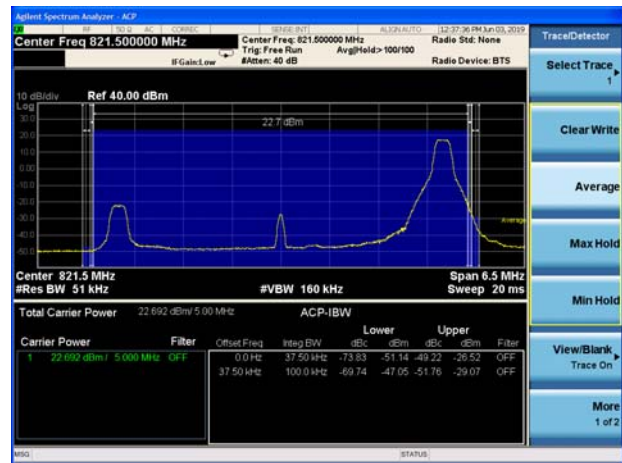 Agilent Spectrum Analyzer - ACP
RF 50 Ω AC CORREC SENSE:INT ALIGN AUTO 12:37:36 PM Jun 03, 2019
Center Freq 821.500000 MHz
Center Freq: 821.500000 MHz
Radio Std: None
Trig: Free Run Avg|Hold:>100/100
IFGain:Low #Atten: 40 dB Radio Device: BTS
10 dB/div Ref 40.00 dBm
Log
30.0
20.0
10.0
0.00
-10.0
-20.0
-30.0
-40.0
-50.0
22.7 dBm
Average
Center 821.5 MHz Span 6.5 MHz
#Res BW 51 kHz #VBW 160 kHz Sweep 20 ms
Total Carrier Power 22.692 dBm/ 5.00 MHz ACP-IBW
Lower Upper
Carrier Power Filter Offset Freq Integ BW dBc dBm dBc dBm Filter
1 22.692 dBm / 5.000 MHz OFF 0.0 Hz 37.50 kHz -73.83 -51.14 -49.22 -26.52 OFF
37.50 kHz 100.0 kHz -69.74 -47.05 -51.76 -29.07 OFF
MSG STATUS
Trace/Detector
Select Trace
1
Clear Write
Average
Max Hold
Min Hold
View/Blank
Trace On
More
1 of 2